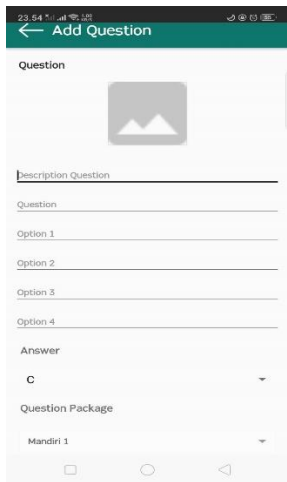 23.54
Add Question
Question
Description Question
Question
Option 1
Option 2
Option 3
Option 4
Answer
C
Question Package
Mandiri 1